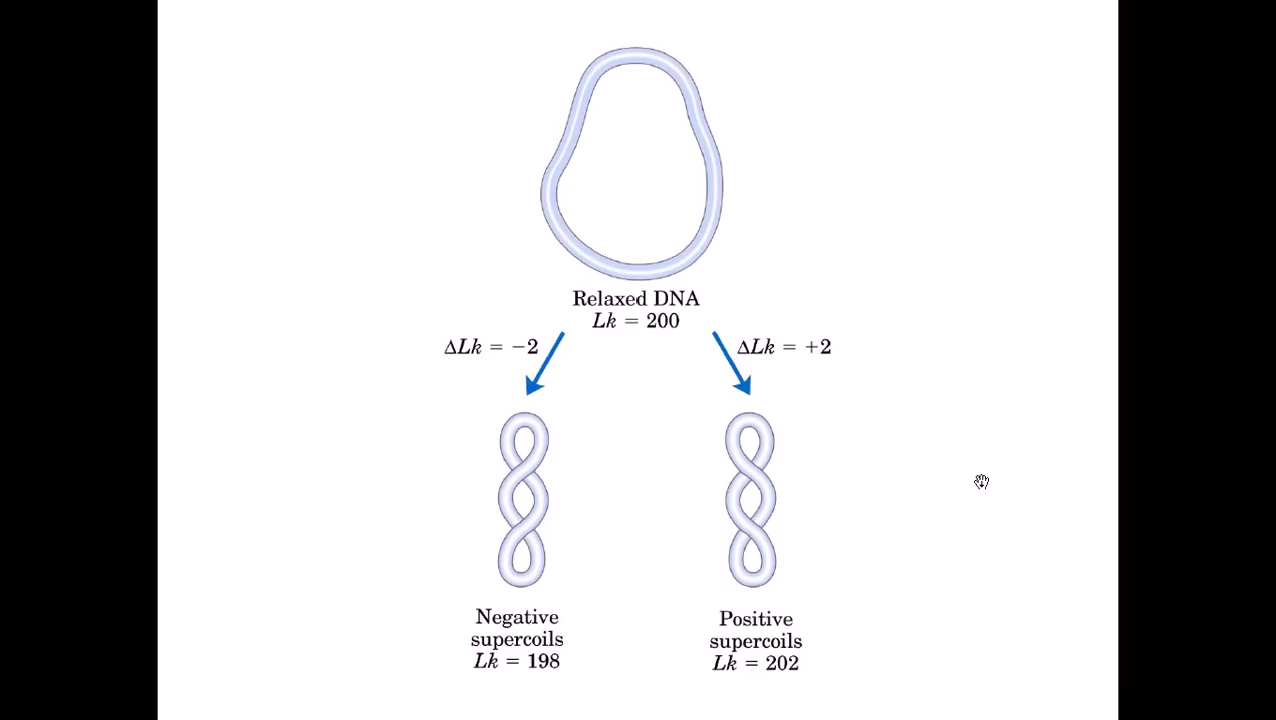 Relaxed DNA
Lk = 200
ΔLk = −2
ΔLk = +2
Negative
supercoils
Lk = 198
Positive
supercoils
Lk = 202